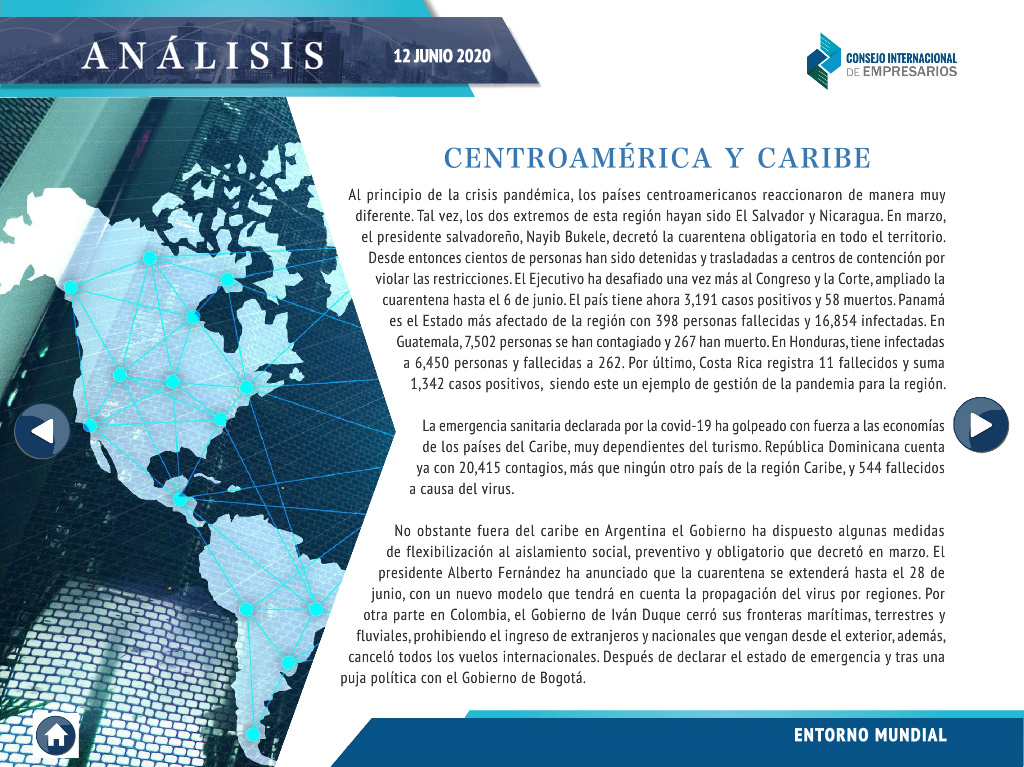 ANÁLISIS
12 JUNIO 2020
CONSEJO INTERNACIONAL
DE EMPRESARIOS
CENTROAMÉRICA Y CARIBE
Al principio de la crisis pandémica, los países centroamericanos reaccionaron de manera muy
diferente. Tal vez, los dos extremos de esta región hayan sido El Salvador y Nicaragua. En marzo,
el presidente salvadoreño, Nayib Bukele, decretó la cuarentena obligatoria en todo el territorio.
Desde entonces cientos de personas han sido detenidas y trasladadas a centros de contención por
violar las restricciones. El Ejecutivo ha desafiado una vez más al Congreso y la Corte, ampliado la
cuarentena hasta el 6 de junio. El país tiene ahora 3,191 casos positivos y 58 muertos. Panamá
es el Estado más afectado de la región con 398 personas fallecidas y 16,854 infectadas. En
Guatemala, 7,502 personas se han contagiado y 267 han muerto. En Honduras, tiene infectadas
a 6,450 personas y fallecidas a 262. Por último, Costa Rica registra 11 fallecidos y suma
1,342 casos positivos, siendo este un ejemplo de gestión de la pandemia para la región.
La emergencia sanitaria declarada por la covid-19 ha golpeado con fuerza a las economías
de los países del Caribe, muy dependientes del turismo. República Dominicana cuenta
ya con 20,415 contagios, más que ningún otro país de la región Caribe, y 544 fallecidos
a causa del virus.
No obstante fuera del caribe en Argentina el Gobierno ha dispuesto algunas medidas
de flexibilización al aislamiento social, preventivo y obligatorio que decretó en marzo. El
presidente Alberto Fernández ha anunciado que la cuarentena se extenderá hasta el 28 de
junio, con un nuevo modelo que tendrá en cuenta la propagación del virus por regiones. Por
otra parte en Colombia, el Gobierno de Iván Duque cerró sus fronteras marítimas, terrestres y
fluviales, prohibiendo el ingreso de extranjeros y nacionales que vengan desde el exterior, además,
canceló todos los vuelos internacionales. Después de declarar el estado de emergencia y tras una
puja política con el Gobierno de Bogotá.
ENTORNO MUNDIAL